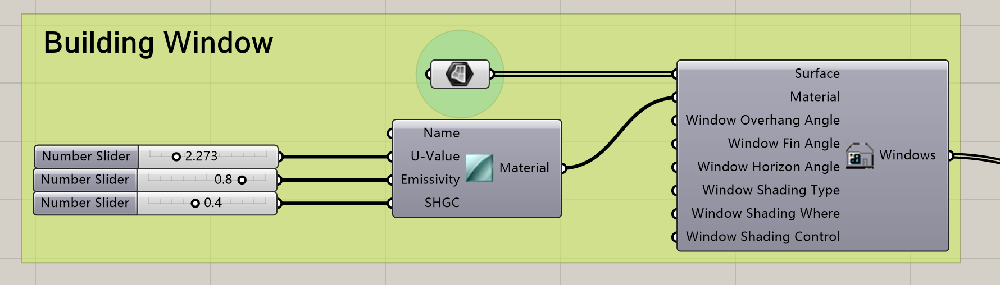 Building Window
Number Slider 2.273
Number Slider 0.8
Number Slider 0.4
Name
U-Value
Emissivity
SHGC
Material
Surface
Material
Window Overhang Angle
Window Fin Angle
Window Horizon Angle
Window Shading Type
Window Shading Where
Window Shading Control
Windows